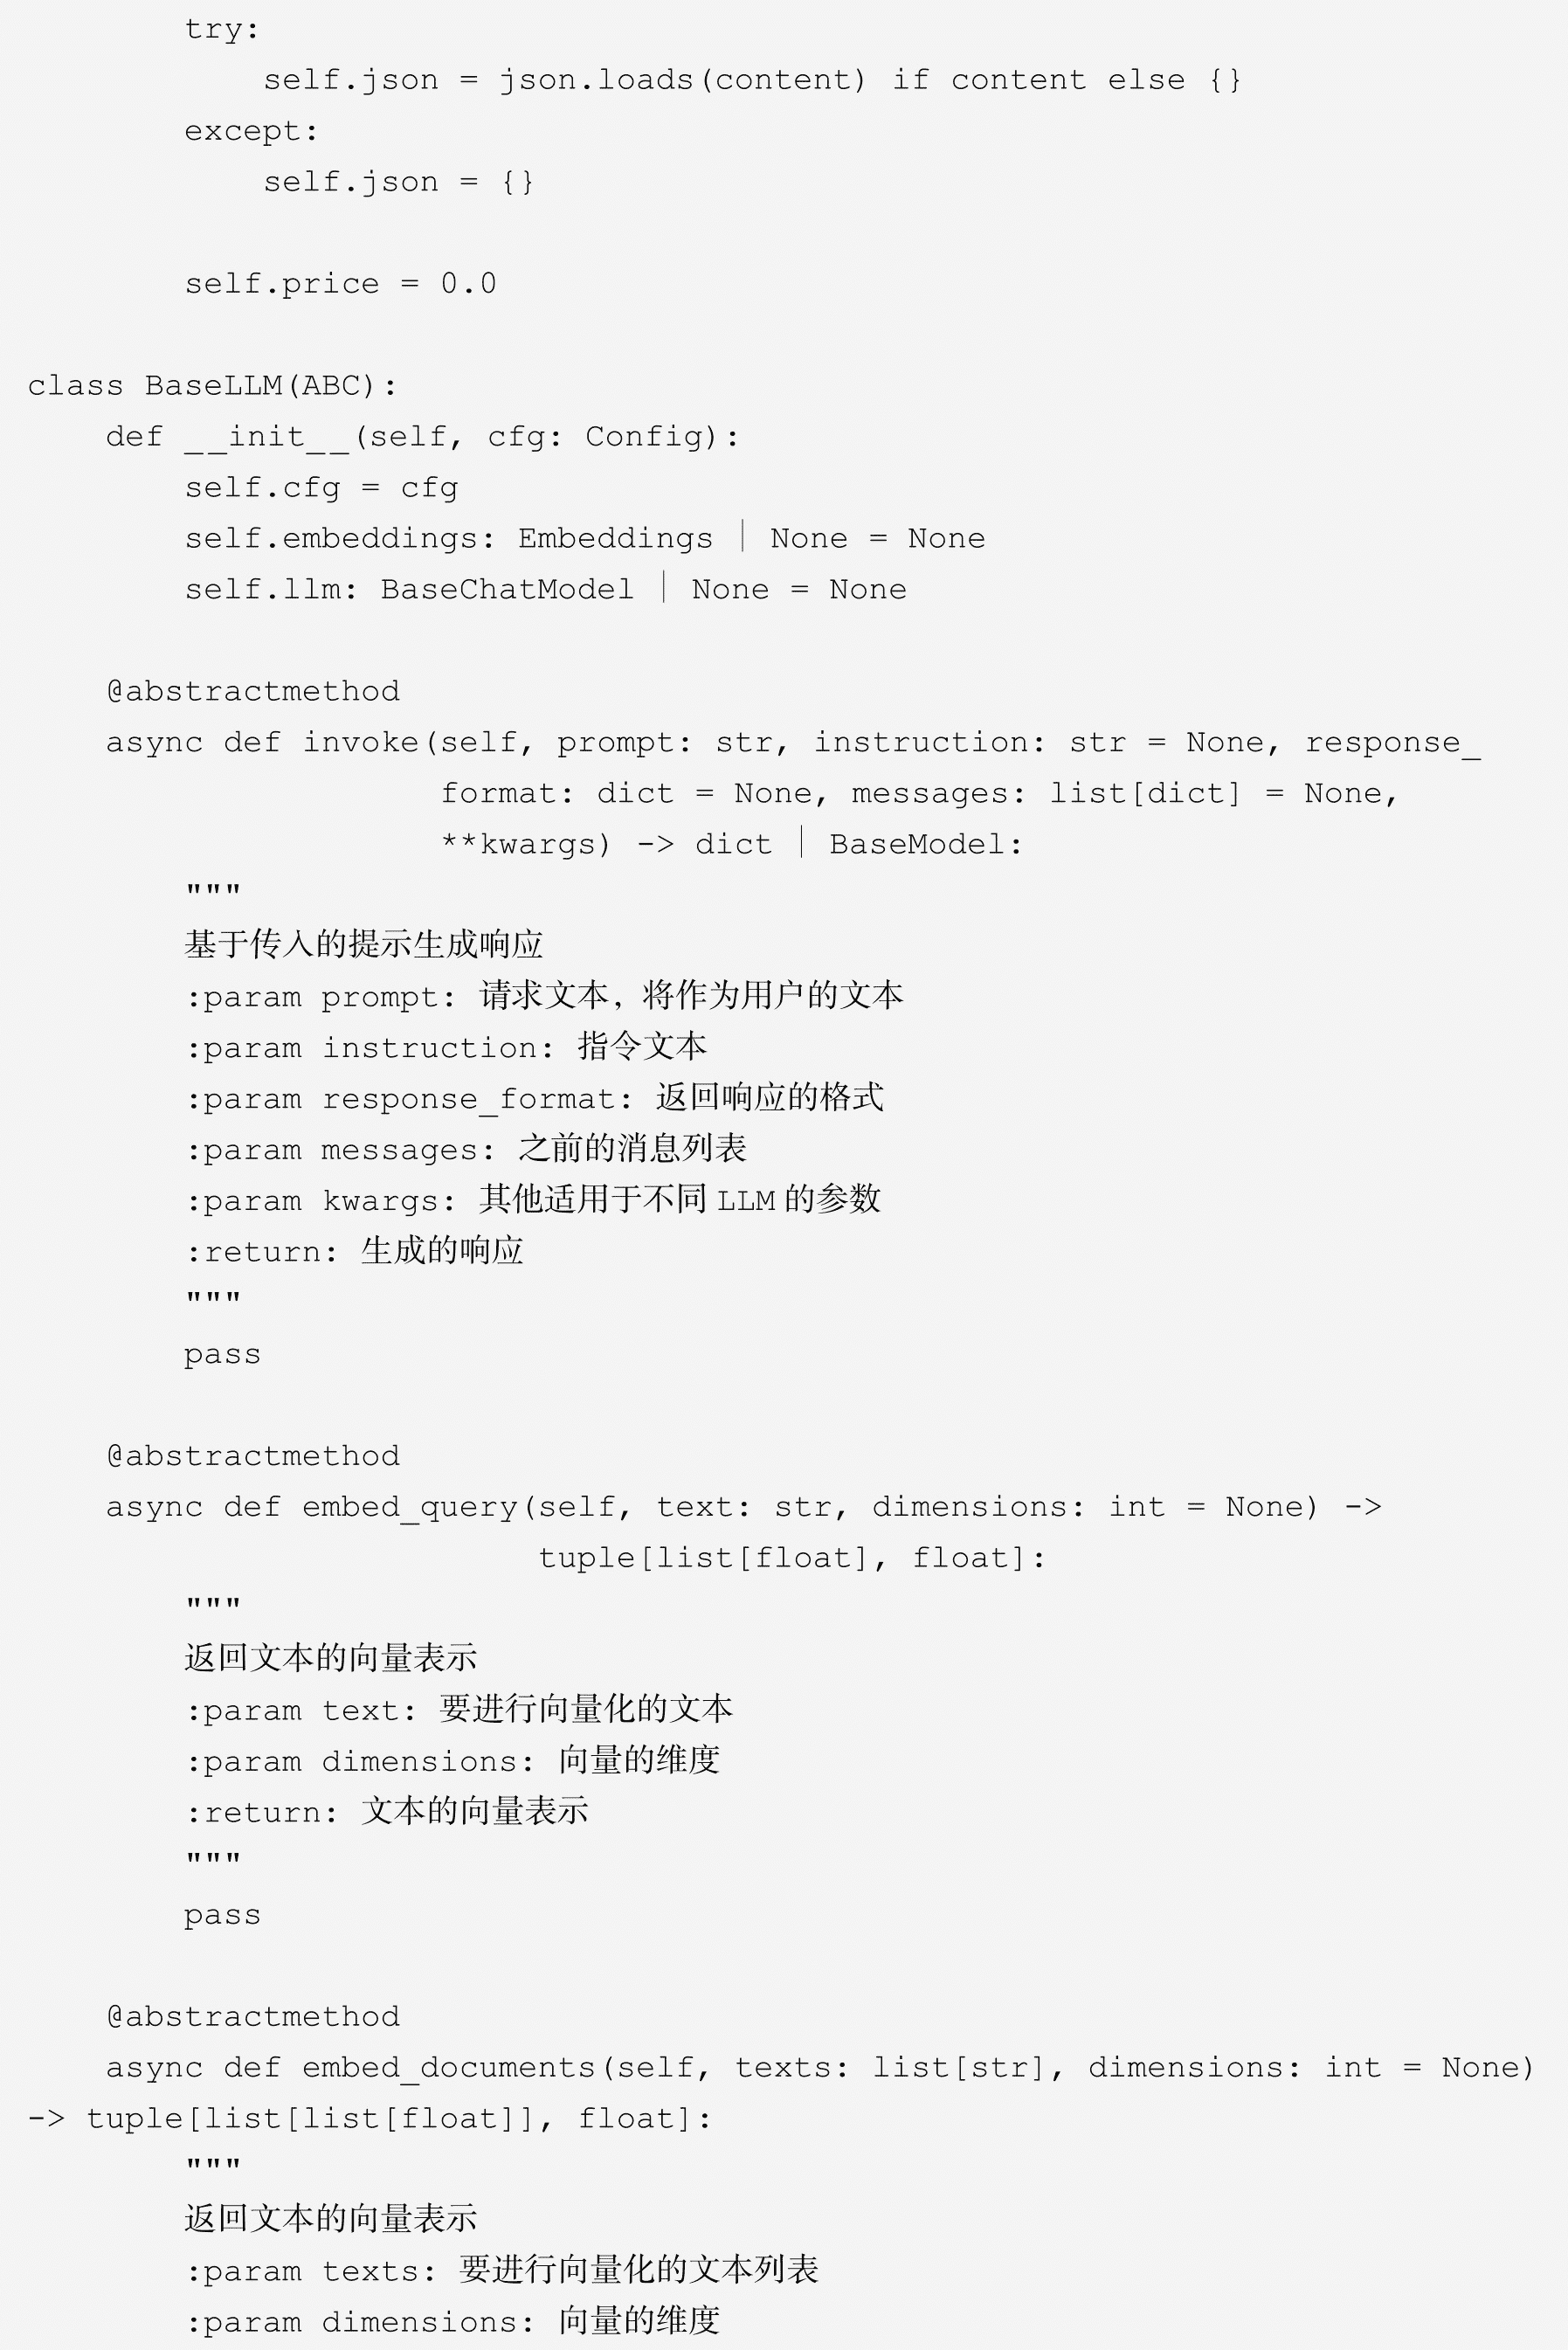 try:
self.json = json.loads(content) if content else {}
except:
self.json = {}
self.price = 0.0
class BaseLLM(ABC):
def __init__(self, cfg: Config):
self.cfg = cfg
self.embeddings: Embeddings | None = None
self.llm: BaseChatModel | None = None
@abstractmethod
async def invoke(self, prompt: str, instruction: str = None, response_
format: dict = None, messages: list[dict] = None,
**kwargs) -> dict | BaseModel:
"""
基于传入的提示生成响应
:param prompt: 请求文本，将作为用户的文本
:param instruction: 指令文本
:param response_format: 返回响应的格式
:param messages: 之前的消息列表
:param kwargs: 其他适用于不同 LLM 的参数
:return: 生成的响应
"""
pass
@abstractmethod
async def embed_query(self, text: str, dimensions: int = None) ->
tuple[list[float], float]:
"""
返回文本的向量表示
:param text: 要进行向量化的文本
:param dimensions: 向量的维度
:return: 文本的向量表示
"""
pass
@abstractmethod
async def embed_documents(self, texts: list[str], dimensions: int = None)
-> tuple[list[list[float]], float]:
"""
返回文本的向量表示
:param texts: 要进行向量化的文本列表
:param dimensions: 向量的维度